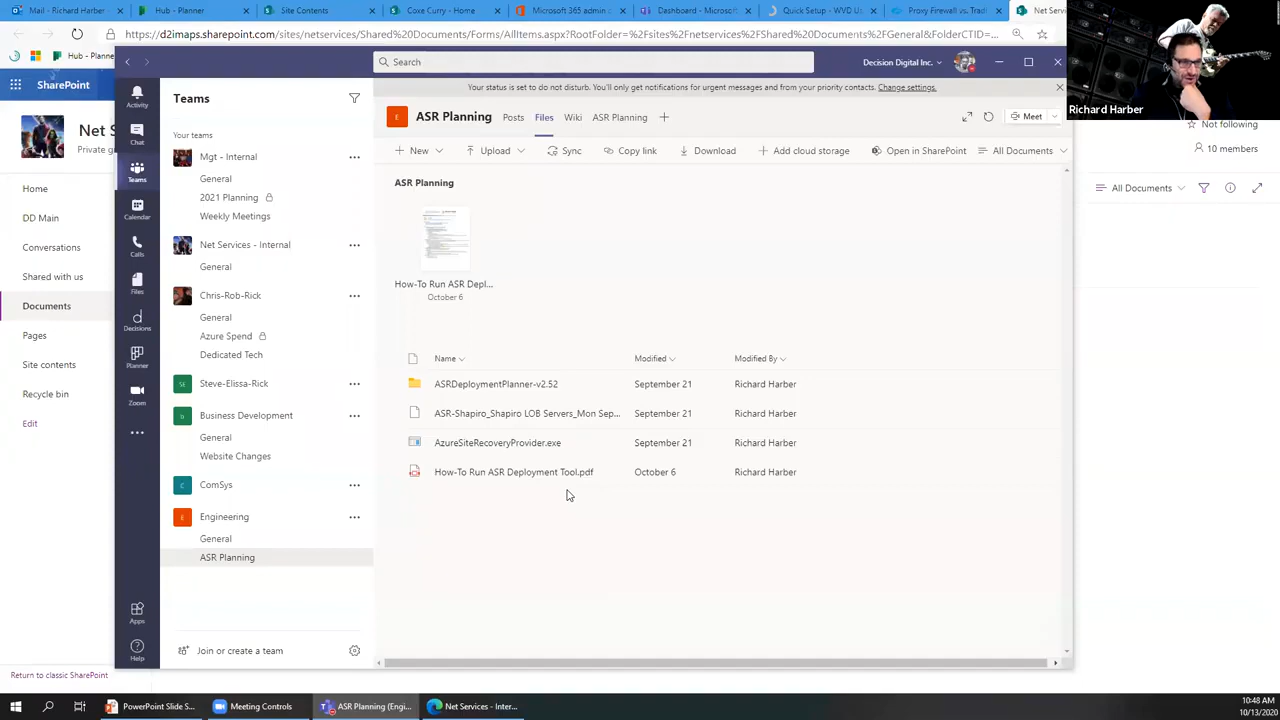 Mail - Richard Harber
Hub - Planner
Site Contents
Coxe Curry - Home
Microsoft 365 admin c
Dashboard - Microsoft
Quick Setup - WVD U
Proxy Firewall vs. Tradi
Net Serv
https://d2imaps.sharepoint.com/sites/netservices/Shared%20Documents/Forms/AllItems.aspx?RootFolder=%2Fsites%2Fnetservices%2FShared%20Documents%2FGeneral&FolderCTID=...
Hub - Planne
SharePoint
Net S
Private gr
Home
DD Main
Conversations
Shared with us
Documents
Pages
Site contents
Recycle bin
Edit
Return to classic SharePoint
Search
Decision Digital Inc.
Your status is set to do not disturb. You'll only get notifications for urgent messages and from your priority contacts. Change settings.
Activity
Chat
Teams
Calendar
Calls
Files
Decisions
Planner
Meeting
Apps
Help
Teams
Your teams
Mgt - Internal
General
2021 Planning
Weekly Meetings
Net Services - Internal
General
Chris-Rob-Rick
General
Azure Spend
Dedicated Tech
SE
Steve-Elissa-Rick
D
Business Development
General
Website Changes
C
ComSys
E
Engineering
General
ASR Planning
Join or create a team
E
ASR Planning
Posts
Files
Wiki
ASR Planning
Meet
New
Upload
Sync
Copy link
Download
Add cloud storage
Open in SharePoint
All Documents
ASR Planning
How-To Run ASR Depl...
October 6
Name
Modified
Modified By
ASRDeploymentPlanner-v2.52
September 21
Richard Harber
ASR-Shapiro_Shapiro LOB Servers_Mon Sep...
September 21
Richard Harber
AzureSiteRecoveryProvider.exe
September 21
Richard Harber
How-To Run ASR Deployment Tool.pdf
October 6
Richard Harber
Richard Harber
Not following
10 members
All Documents
PowerPoint Slide S...
Meeting Controls
ASR Planning (Engi...
Net Services - Inter...
10:48 AM
10/13/2020